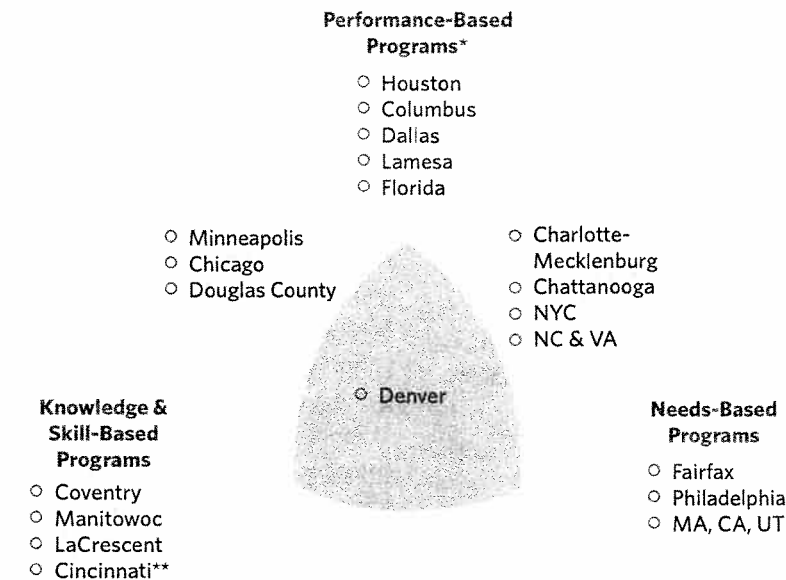 Performance-Based
Programs*
○ Houston
○ Columbus
○ Dallas
○ Lamesa
○ Florida
○ Minneapolis
○ Chicago
○ Douglas County
○ Charlotte-
Mecklenburg
○ Chattanooga
○ NYC
○ NC & VA
○ Denver
Knowledge &
Skill-Based
Programs
○ Coventry
○ Manitowoc
○ LaCrescent
○ Cincinnati**
Needs-Based
Programs
○ Fairfax
○ Philadelphia
○ MA, CA, UT